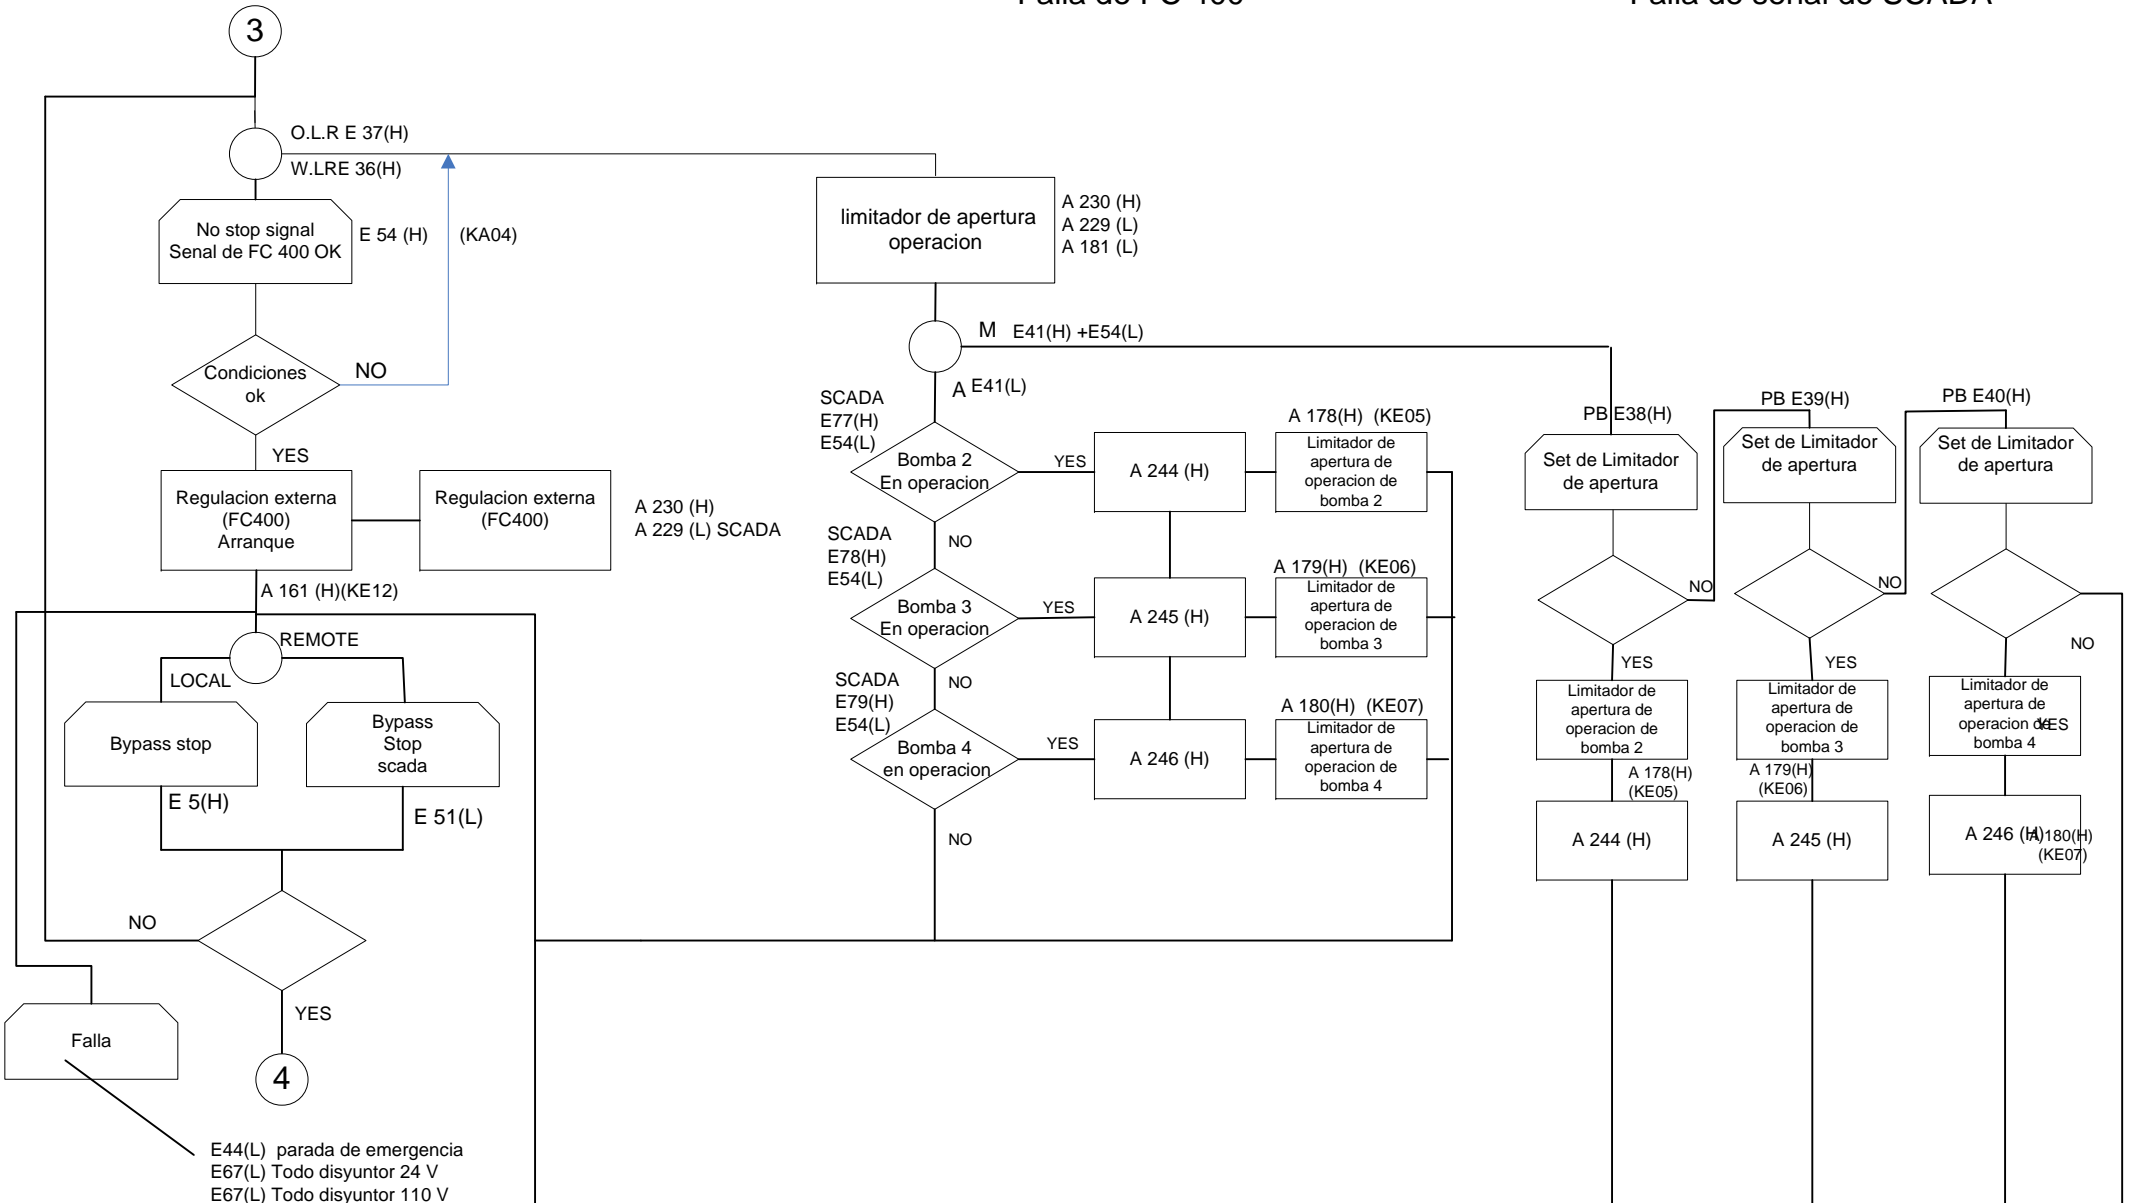 3
O.L.R E 37(H)
W.LRE 36(H)
No stop signal
Senal de FC 400 OK
E 54 (H)
(KA04)
Condiciones
ok
NO
YES
Regulacion externa
(FC400)
Arranque
Regulacion externa
(FC400)
A 230 (H)
A 229 (L) SCADA
A 161 (H)(KE12)
REMOTE
LOCAL
Bypass stop
Bypass
Stop
scada
E 5(H)
E 51(L)
NO
YES
Falla
4
E44(L) parada de emergencia
E67(L) Todo disyuntor 24 V
E67(L) Todo disyuntor 110 V
limitador de apertura
operacion
A 230 (H)
A 229 (L)
A 181 (L)
M E41(H) +E54(L)
A E41(L)
SCADA
E77(H)
E54(L)
Bomba 2
En operacion
YES
A 244 (H)
A 178(H) (KE05)
Limitador de
apertura de
operacion de
bomba 2
NO
SCADA
E78(H)
E54(L)
Bomba 3
En operacion
YES
A 245 (H)
A 179(H) (KE06)
Limitador de
apertura de
operacion de
bomba 3
NO
SCADA
E79(H)
E54(L)
Bomba 4
en operacion
YES
A 246 (H)
A 180(H) (KE07)
Limitador de
apertura de
operacion de
bomba 4
NO
PB E38(H)
Set de Limitador
de apertura
NO
YES
Limitador de
apertura de
operacion de
bomba 2
A 178(H)
(KE05)
A 244 (H)
PB E39(H)
Set de Limitador
de apertura
NO
YES
Limitador de
apertura de
operacion de
bomba 3
A 179(H)
(KE06)
A 245 (H)
PB E40(H)
Set de Limitador
de apertura
NO
Limitador de
apertura de
operacion de
bomba 4
YES
A 246 (H)
A 180(H)
(KE07)